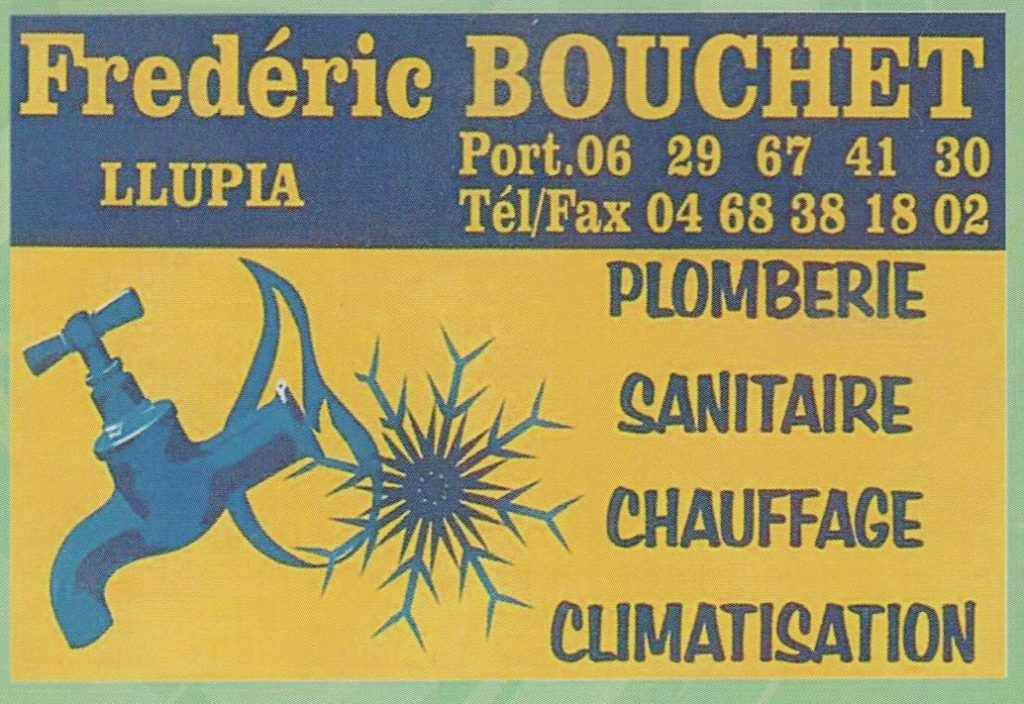 Fredéric BOUCHET
LLUPIA
Port.06 29 67 41 30
Tél/Fax 04 68 38 18 02
PLOMBERIE
SANITAIRE
CHAUFFAGE
CLIMATISATION